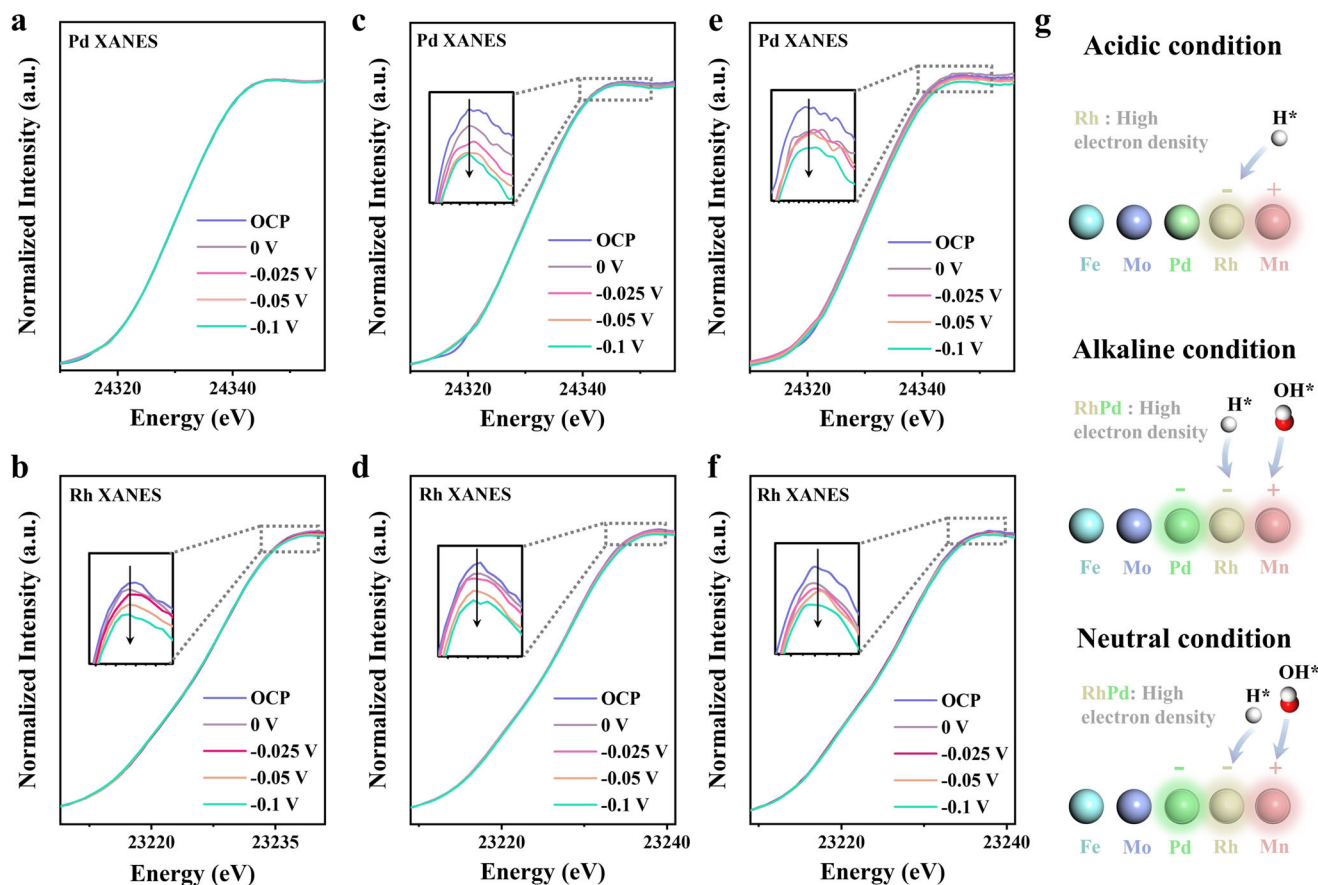 a
Pd XANES
Normalized Intensity (a.u.)
OCP
0 V
-0.025 V
-0.05 V
-0.1 V
24320
24340
Energy (eV)
b
Rh XANES
Normalized Intensity (a.u.)
OCP
0 V
-0.025 V
-0.05 V
-0.1 V
23220
23235
Energy (eV)
c
Pd XANES
Normalized Intensity (a.u.)
OCP
0 V
-0.025 V
-0.05 V
-0.1 V
24320
24340
Energy (eV)
d
Rh XANES
Normalized Intensity (a.u.)
OCP
0 V
-0.025 V
-0.05 V
-0.1 V
23220
23240
Energy (eV)
e
Pd XANES
Normalized Intensity (a.u.)
OCP
0 V
-0.025 V
-0.05 V
-0.1 V
24320
24340
Energy (eV)
f
Rh XANES
Normalized Intensity (a.u.)
OCP
0 V
-0.025 V
-0.05 V
-0.1 V
23220
23240
Energy (eV)
g
Acidic condition
Rh : High
electron density
H*
- +
Fe Mo Pd Rh Mn
Alkaline condition
RhPd : High
electron density
H* OH*
- - +
Fe Mo Pd Rh Mn
Neutral condition
RhPd: High
electron density
H* OH*
- - +
Fe Mo Pd Rh Mn